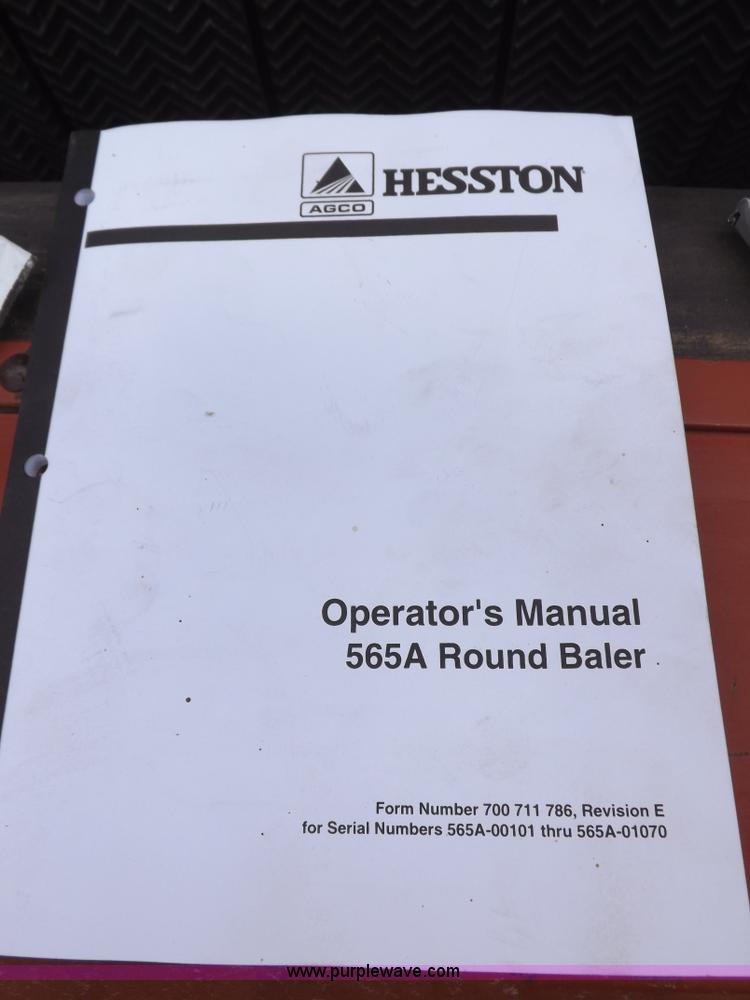 HESSTON
AGCO
Operator's Manual
565A Round Baler
Form Number 700 711 786, Revision E
for Serial Numbers 565A-00101 thru 565A-01070
www.purplewave.com